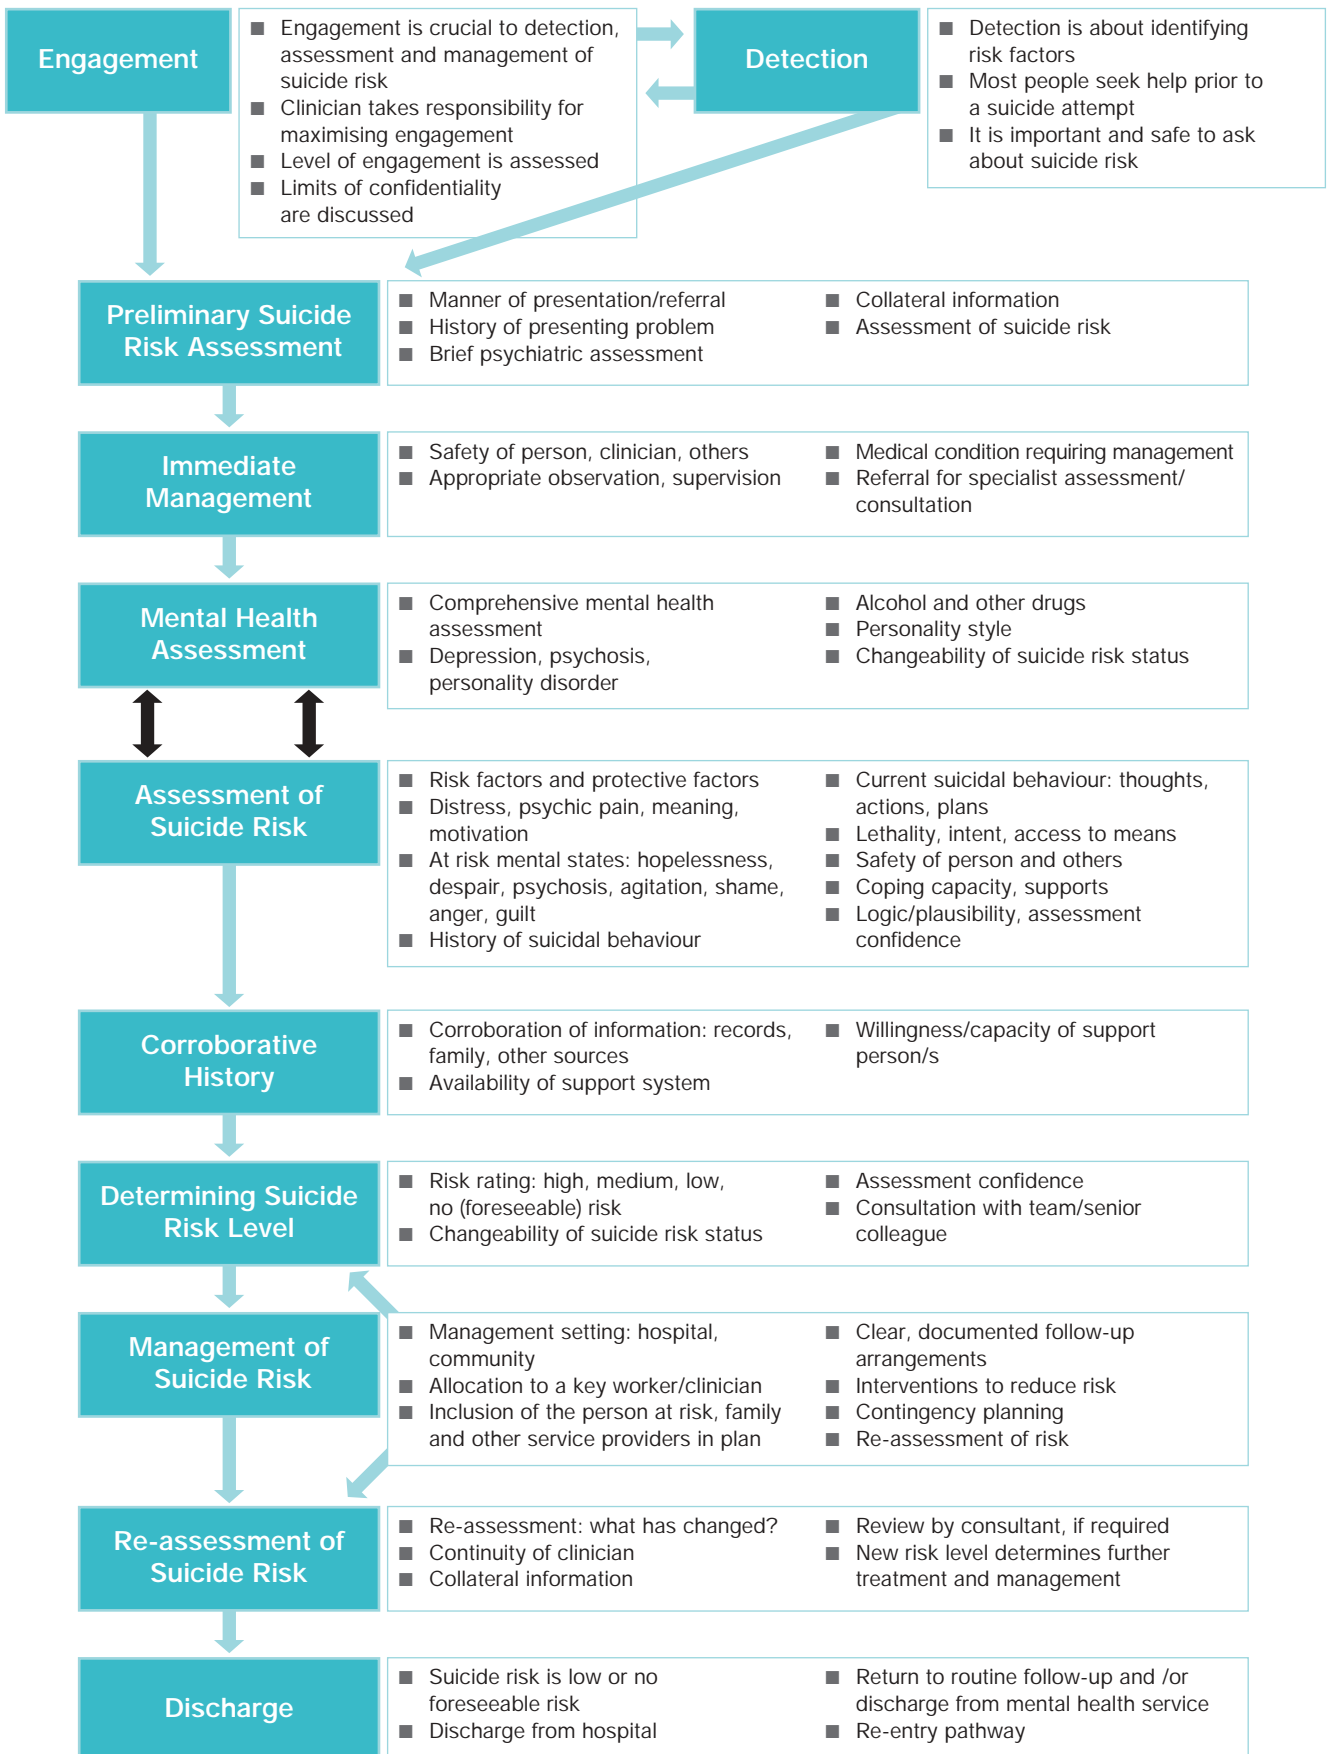 Engagement
■ Engagement is crucial to detection,
assessment and management of
suicide risk
■ Clinician takes responsibility for
maximising engagement
■ Level of engagement is assessed
■ Limits of confidentiality
are discussed
Detection
■ Detection is about identifying
risk factors
■ Most people seek help prior to
a suicide attempt
■ It is important and safe to ask
about suicide risk
Preliminary Suicide
Risk Assessment
■ Manner of presentation/referral
■ History of presenting problem
■ Brief psychiatric assessment
■ Collateral information
■ Assessment of suicide risk
Immediate
Management
■ Safety of person, clinician, others
■ Appropriate observation, supervision
■ Medical condition requiring management
■ Referral for specialist assessment/
consultation
Mental Health
Assessment
■ Comprehensive mental health
assessment
■ Depression, psychosis,
personality disorder
■ Alcohol and other drugs
■ Personality style
■ Changeability of suicide risk status
Assessment of
Suicide Risk
■ Risk factors and protective factors
■ Distress, psychic pain, meaning,
motivation
■ At risk mental states: hopelessness,
despair, psychosis, agitation, shame,
anger, guilt
■ History of suicidal behaviour
■ Current suicidal behaviour: thoughts,
actions, plans
■ Lethality, intent, access to means
■ Safety of person and others
■ Coping capacity, supports
■ Logic/plausibility, assessment
confidence
Corroborative
History
■ Corroboration of information: records,
family, other sources
■ Availability of support system
■ Willingness/capacity of support
person/s
Determining Suicide
Risk Level
■ Risk rating: high, medium, low,
no (foreseeable) risk
■ Changeability of suicide risk status
■ Assessment confidence
■ Consultation with team/senior
colleague
Management of
Suicide Risk
■ Management setting: hospital,
community
■ Allocation to a key worker/clinician
■ Inclusion of the person at risk, family
and other service providers in plan
■ Clear, documented follow-up
arrangements
■ Interventions to reduce risk
■ Contingency planning
■ Re-assessment of risk
Re-assessment of
Suicide Risk
■ Re-assessment: what has changed?
■ Continuity of clinician
■ Collateral information
■ Review by consultant, if required
■ New risk level determines further
treatment and management
Discharge
■ Suicide risk is low or no
foreseeable risk
■ Discharge from hospital
■ Return to routine follow-up and /or
discharge from mental health service
■ Re-entry pathway